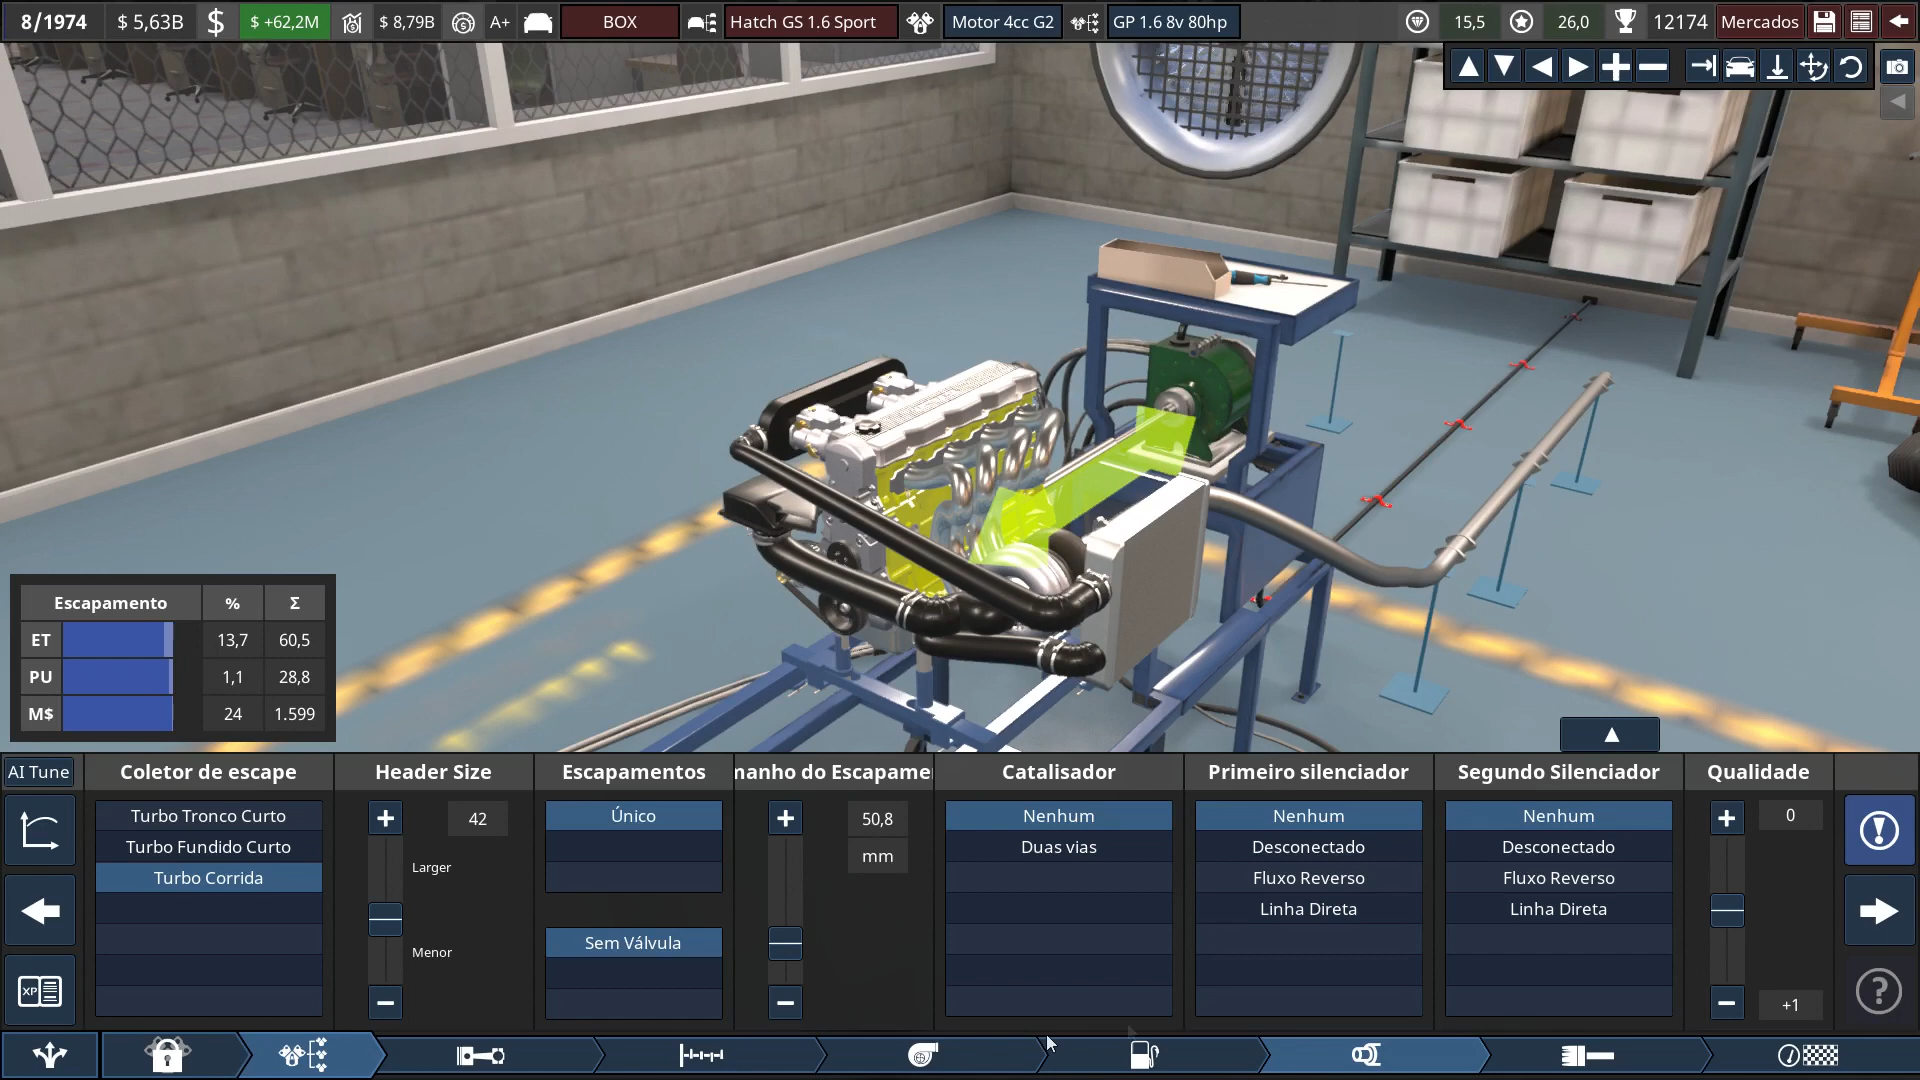 8/1974
$ 5,63B
$ +62,2M
$ 8,79B
A+
BOX
Hatch GS 1.6 Sport
Motor 4cc G2
GP 1.6 8v 80hp
15,5
26,0
12174
Mercados
Escapamento % Σ
ET 13,7 60,5
PU 1,1 28,8
M$ 24 1.599
AI Tune
XP
Coletor de escape
Turbo Tronco Curto
Turbo Fundido Curto
Turbo Corrida
Header Size
42
Larger
Menor
Escapamentos
Único
Sem Válvula
manho do Escapame
50,8
mm
Catalisador
Nenhum
Duas vias
Primeiro silenciador
Nenhum
Desconectado
Fluxo Reverso
Linha Direta
Segundo Silenciador
Nenhum
Desconectado
Fluxo Reverso
Linha Direta
Qualidade
0
+1